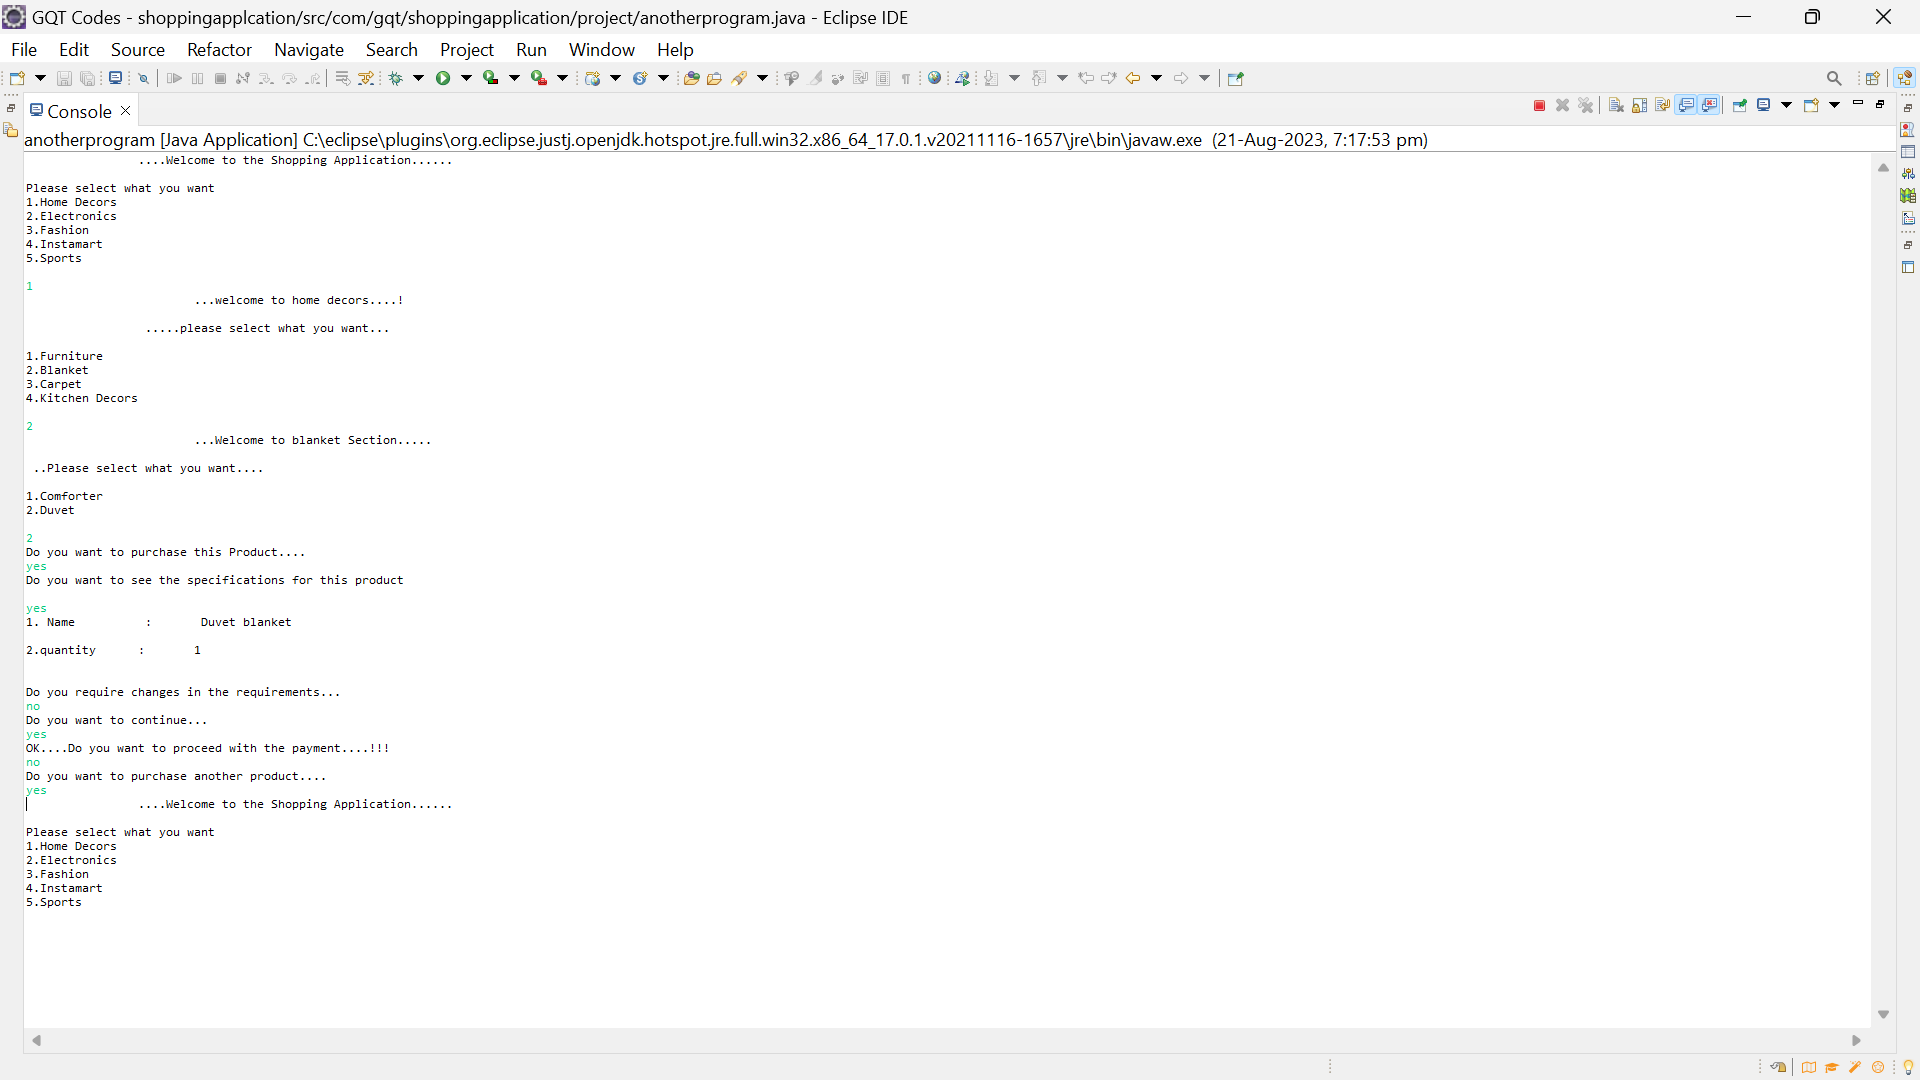 GQT Codes - shoppingapplcation/src/com/gqt/shoppingapplication/project/anotherprogram.java - Eclipse IDE
File Edit Source Refactor Navigate Search Project Run Window Help
Console
anotherprogram [Java Application] C:\eclipse\plugins\org.eclipse.justj.openjdk.hotspot.jre.full.win32.x86_64_17.0.1.v20211116-1657\jre\bin\javaw.exe (21-Aug-2023, 7:17:53 pm)
....Welcome to the Shopping Application......
Please select what you want
1.Home Decors
2.Electronics
3.Fashion
4.Instamart
5.Sports
1
...welcome to home decors....!
.....please select what you want...
1.Furniture
2.Blanket
3.Carpet
4.Kitchen Decors
2
...Welcome to blanket Section.....
..Please select what you want....
1.Comforter
2.Duvet
2
Do you want to purchase this Product....
yes
Do you want to see the specifications for this product
yes
1. Name : Duvet blanket
2.quantity : 1
Do you require changes in the requirements...
no
Do you want to continue...
yes
OK....Do you want to proceed with the payment....!!!
no
Do you want to purchase another product....
yes
....Welcome to the Shopping Application......
Please select what you want
1.Home Decors
2.Electronics
3.Fashion
4.Instamart
5.Sports